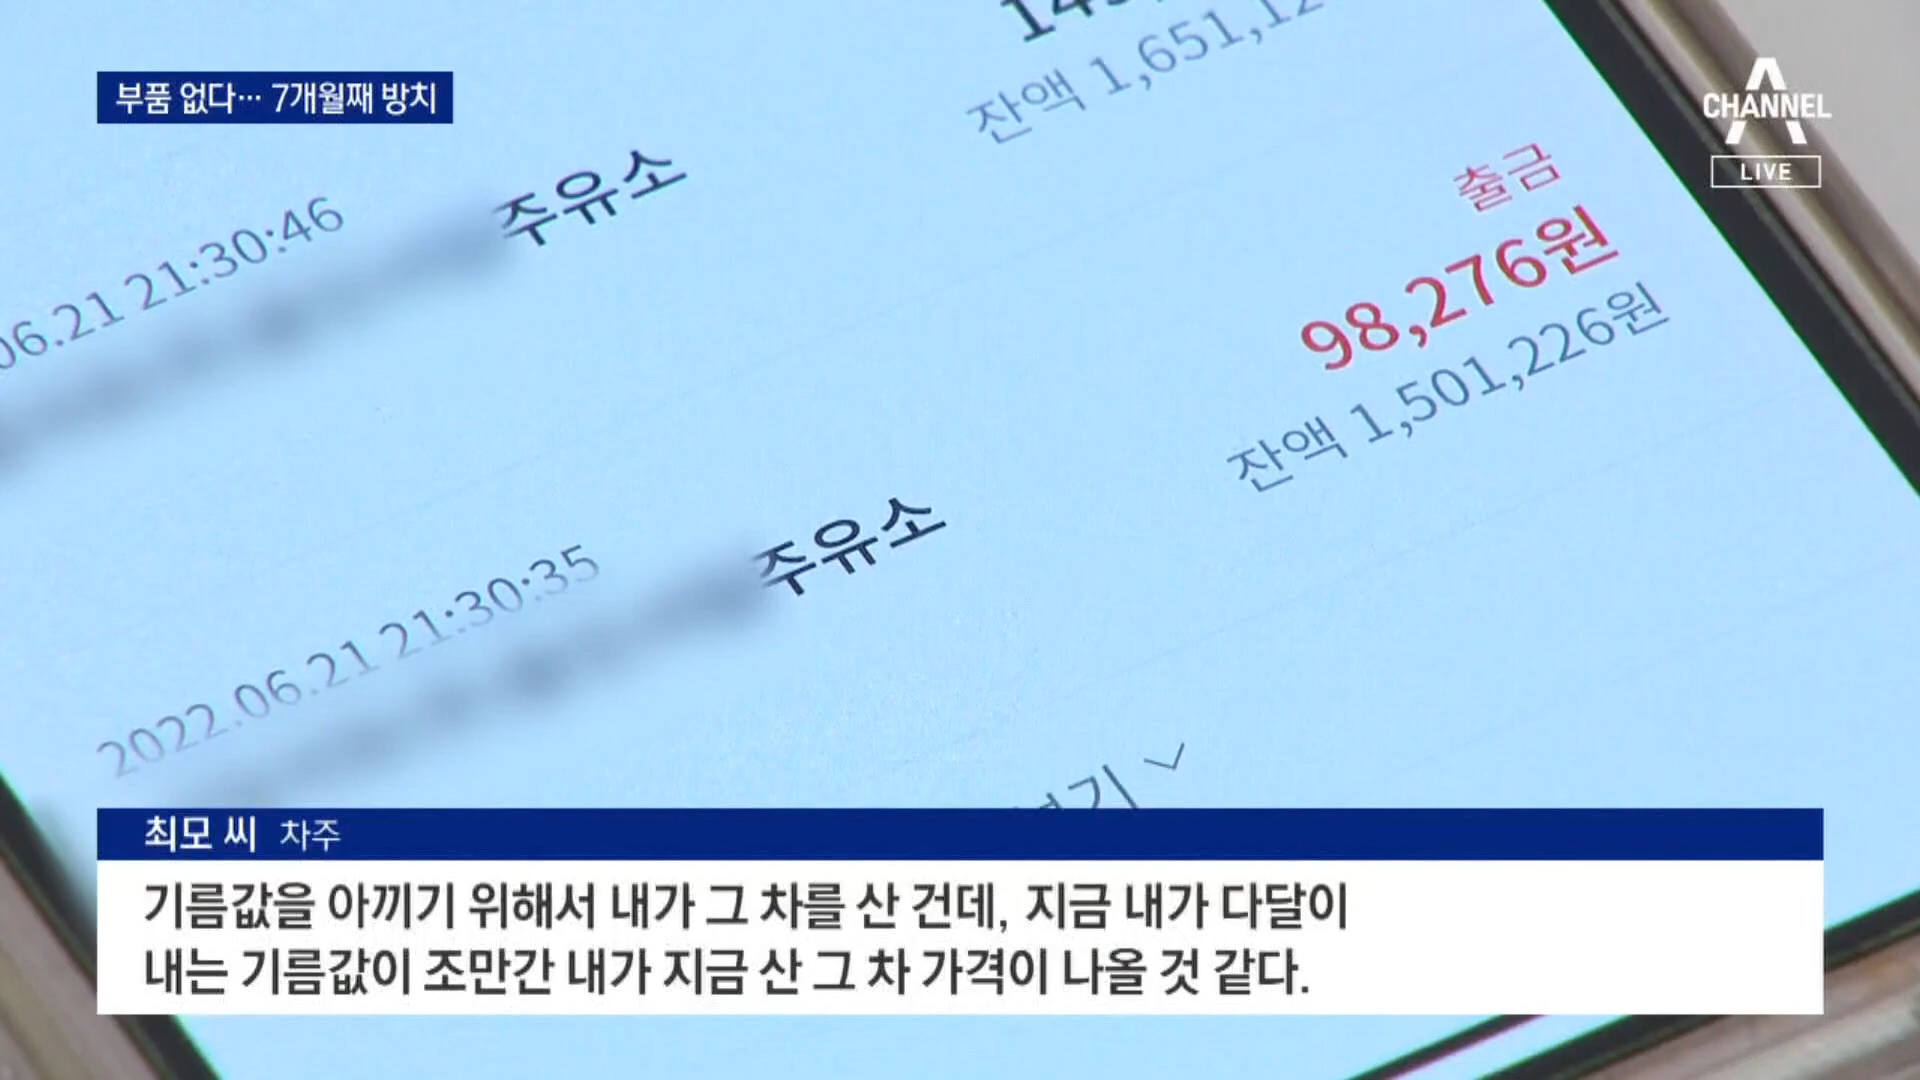 부품 없다… 7개월째 방치
CHANNEL A
LIVE
잔액 1,651,12
06.21 21:30:46
주유소
출금
98,276원
잔액 1,501,226원
2022.06.21 21:30:35
주유소
최모 씨 차주
기름값을 아끼기 위해서 내가 그 차를 산 건데, 지금 내가 다달이
내는 기름값이 조만간 내가 지금 산 그 차 가격이 나올 것 같다.